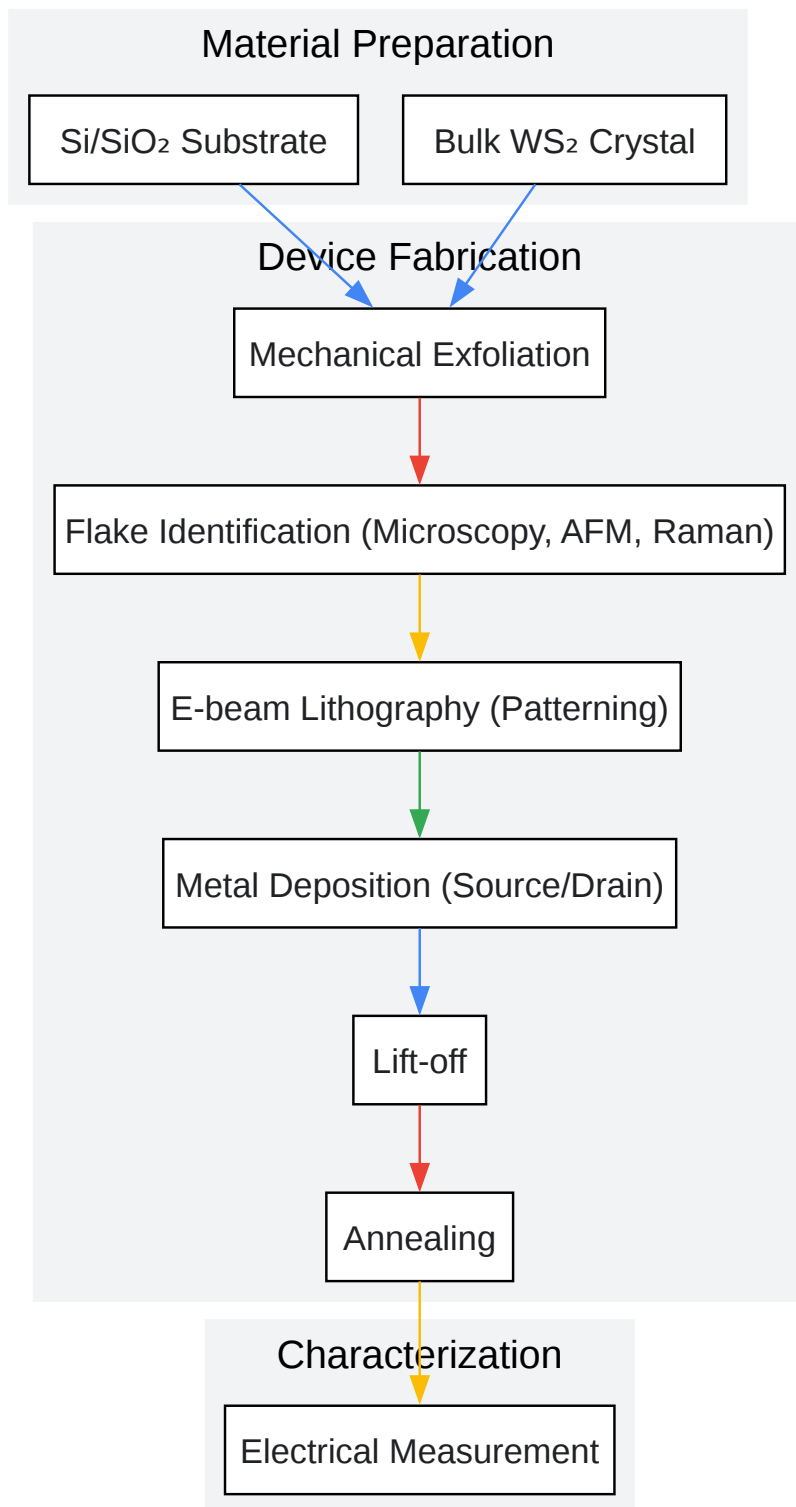 Material Preparation
Si/SiO₂ Substrate
Bulk WS₂ Crystal
Device Fabrication
Mechanical Exfoliation
Flake Identification (Microscopy, AFM, Raman)
E-beam Lithography (Patterning)
Metal Deposition (Source/Drain)
Lift-off
Annealing
Characterization
Electrical Measurement